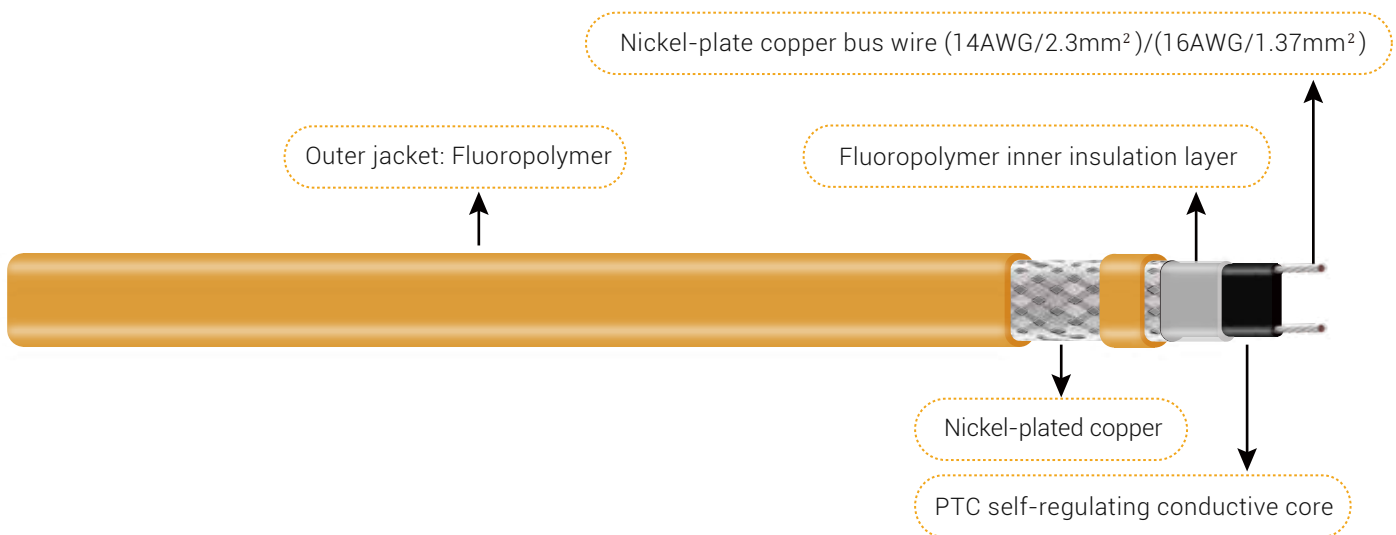 Nickel-plate copper bus wire (14AWG/2.3mm²)/(16AWG/1.37mm²)
Outer jacket: Fluoropolymer
Fluoropolymer inner insulation layer
Nickel-plated copper
PTC self-regulating conductive core